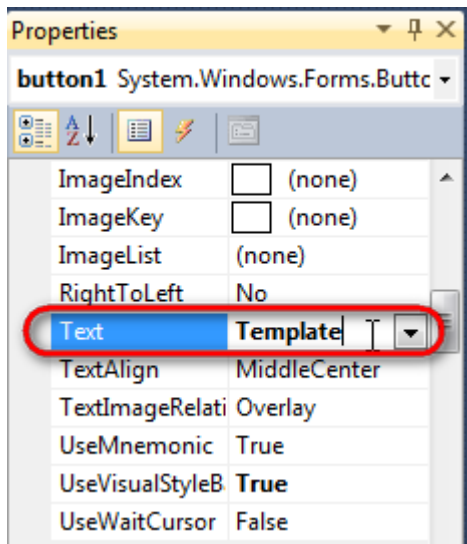 Properties
button1 System.Windows.Forms.Buttc
ImageIndex (none)
ImageKey (none)
ImageList (none)
RightToLeft No
Text Template
TextAlign MiddleCenter
TextImageRelati Overlay
UseMnemonic True
UseVisualStyleB True
UseWaitCursor False